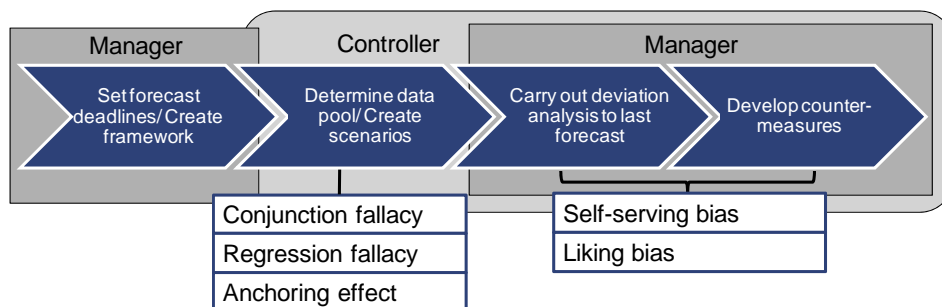 Manager
Controller
Manager
Set forecast
deadlines/ Create
framework
Determine data
pool/ Create
scenarios
Carry out deviation
analysis to last
forecast
Develop counter-
measures
Conjunction fallacy
Regression fallacy
Anchoring effect
Self-serving bias
Liking bias